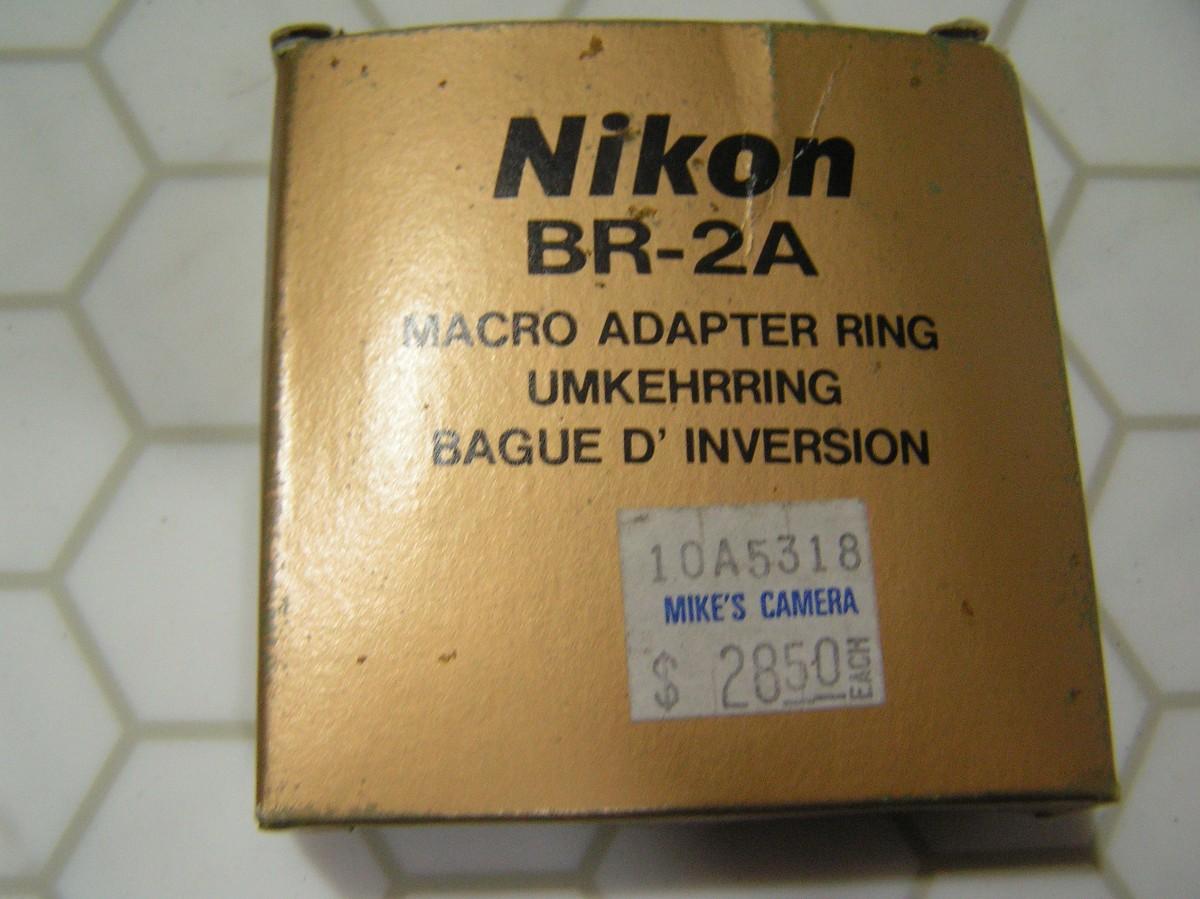 Nikon
BR-2A
MACRO ADAPTER RING
UMKEHRRING
BAGUE D' INVERSION
10A5318
MIKE'S CAMERA
$ 2850 EACH